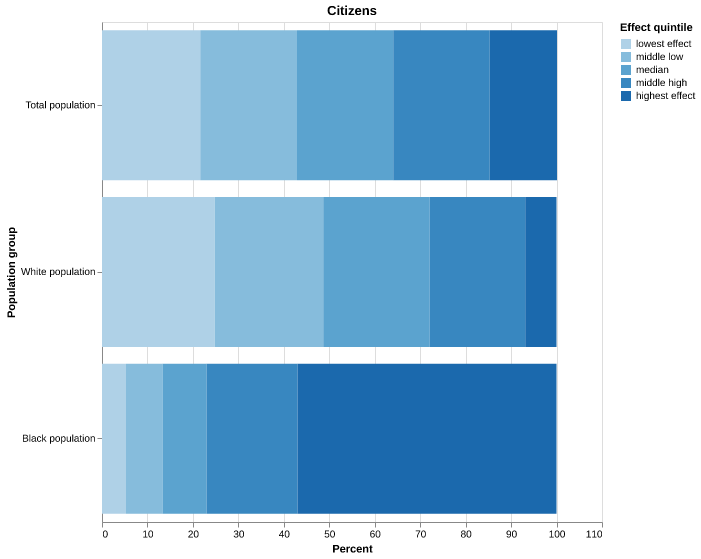 Citizens
Effect quintile
lowest effect
middle low
median
middle high
highest effect
Population group
Total population
White population
Black population
0 10 20 30 40 50 60 70 80 90 100 110
Percent